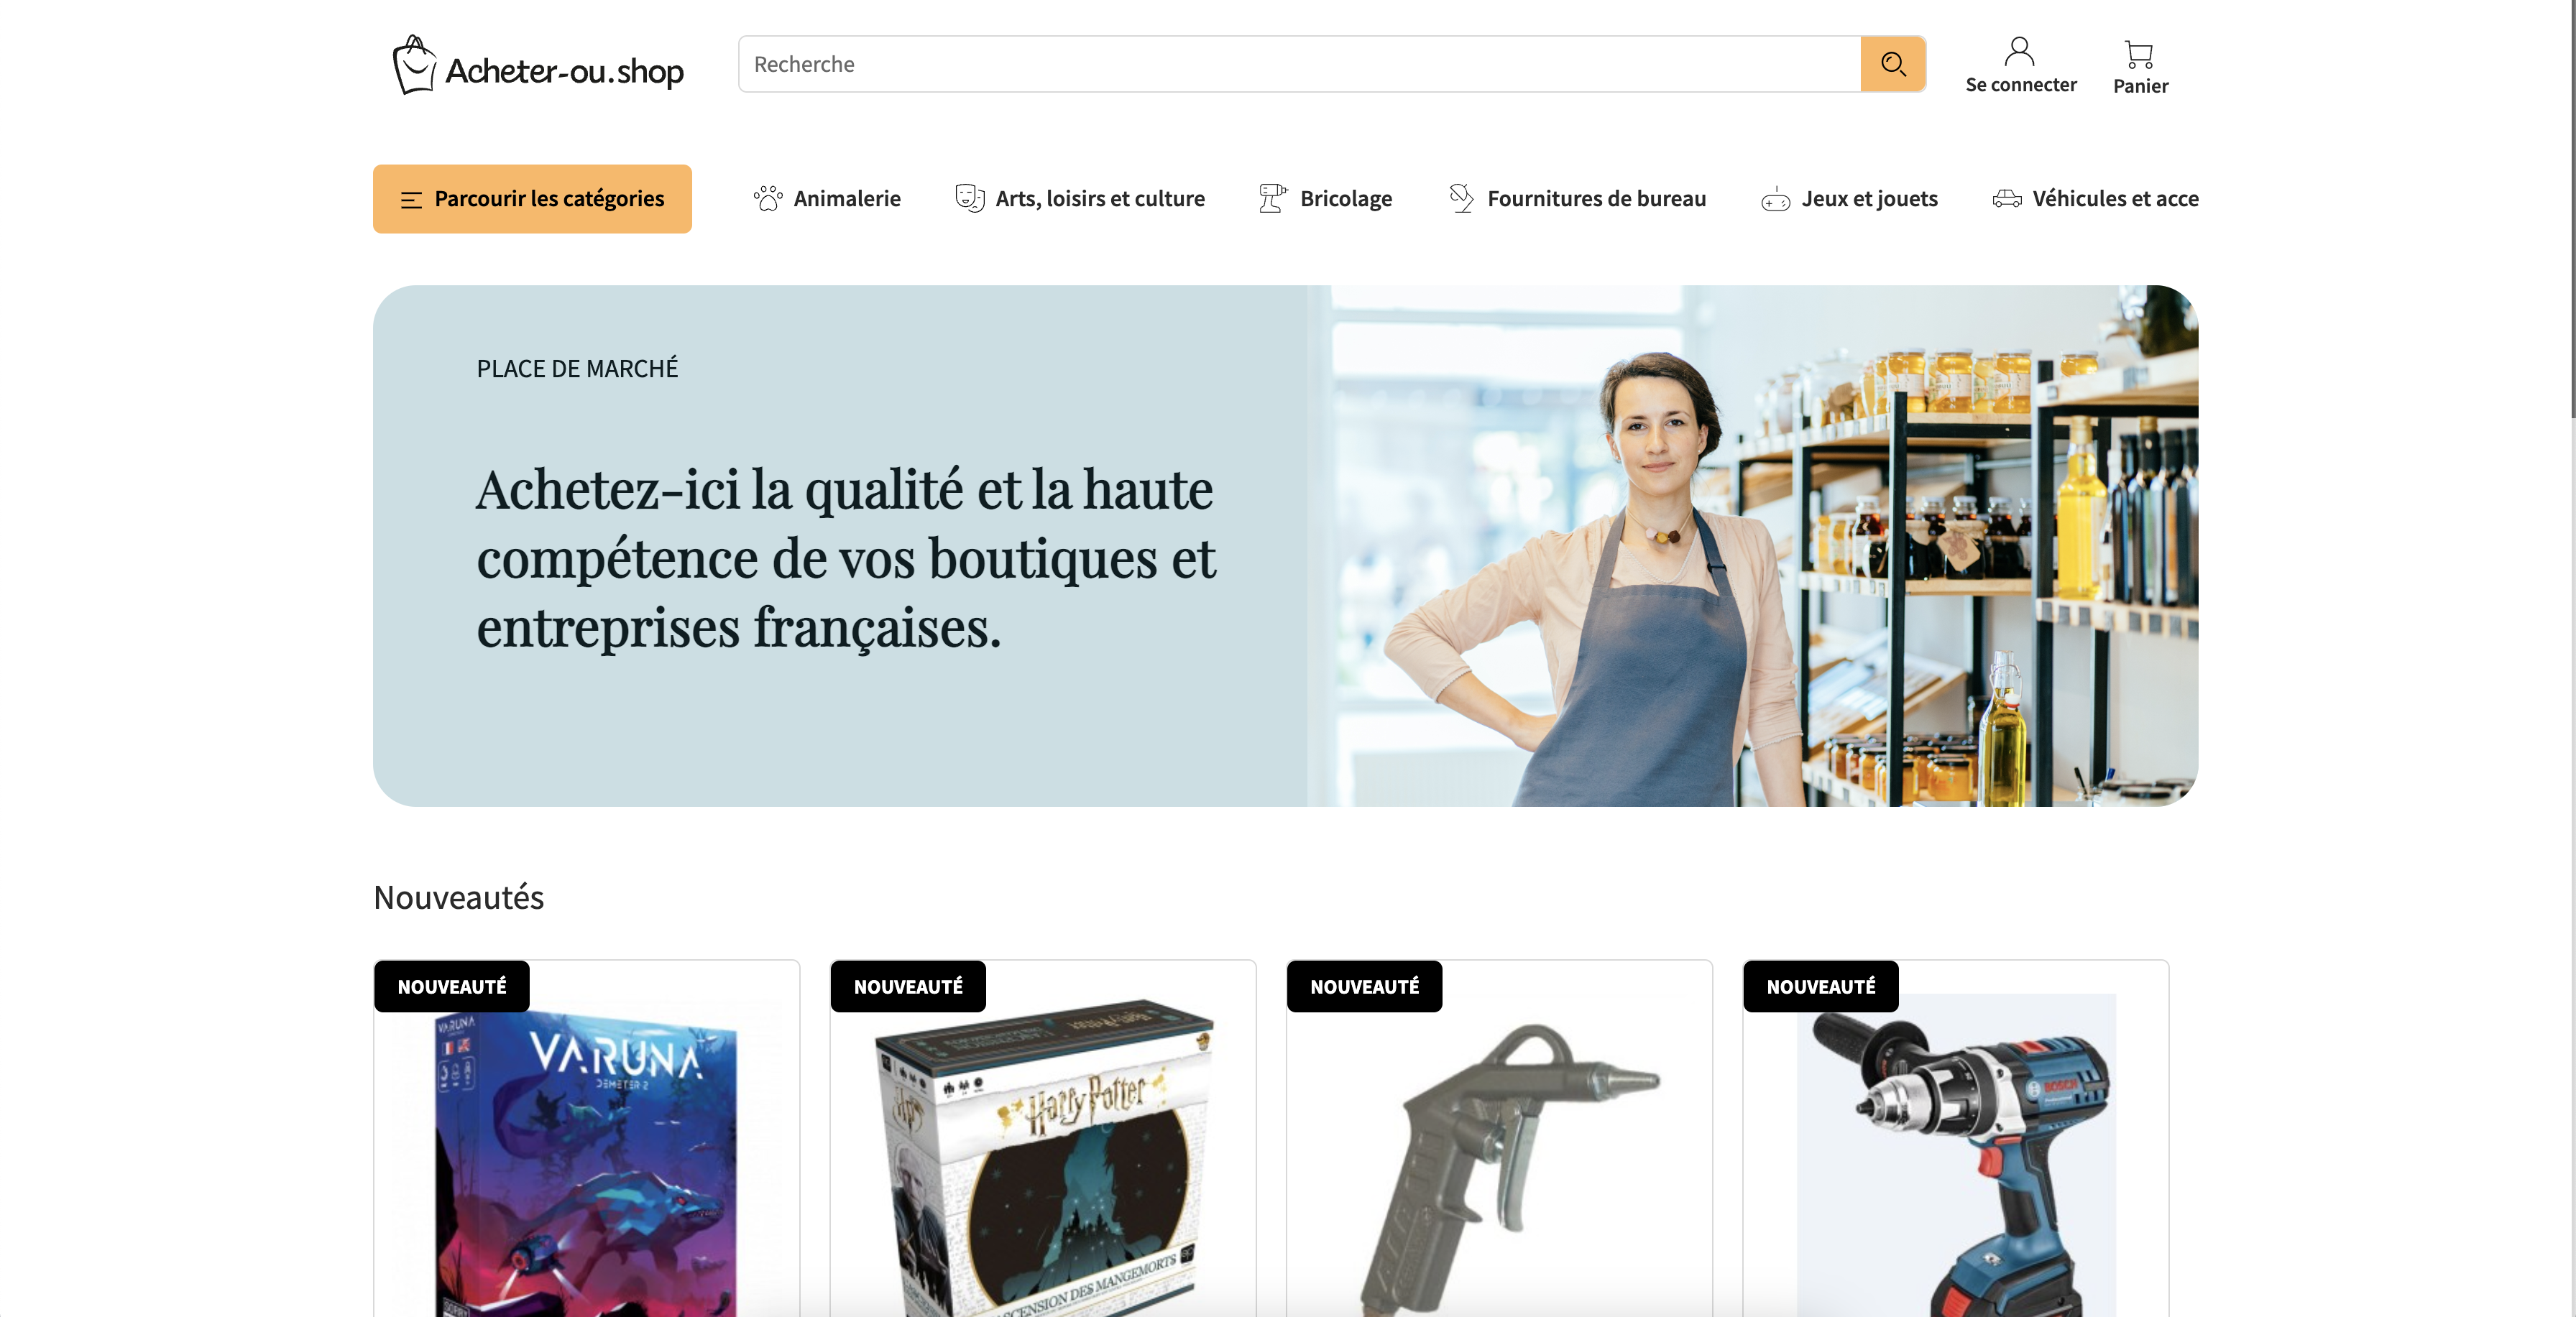 Acheter-ou.shop
Recherche
Se connecter
Panier
Parcourir les catégories
Animalerie
Arts, loisirs et culture
Bricolage
Fournitures de bureau
Jeux et jouets
Véhicules et acce
PLACE DE MARCHÉ
Achetez-ici la qualité et la haute
compétence de vos boutiques et
entreprises françaises.
Nouveautés
NOUVEAUTÉ
NOUVEAUTÉ
NOUVEAUTÉ
NOUVEAUTÉ
VARUNA
VARUNA
DEMETER 2
Harry Potter
ASCENSION DES MANGEMORTS
BOSCH
Professional